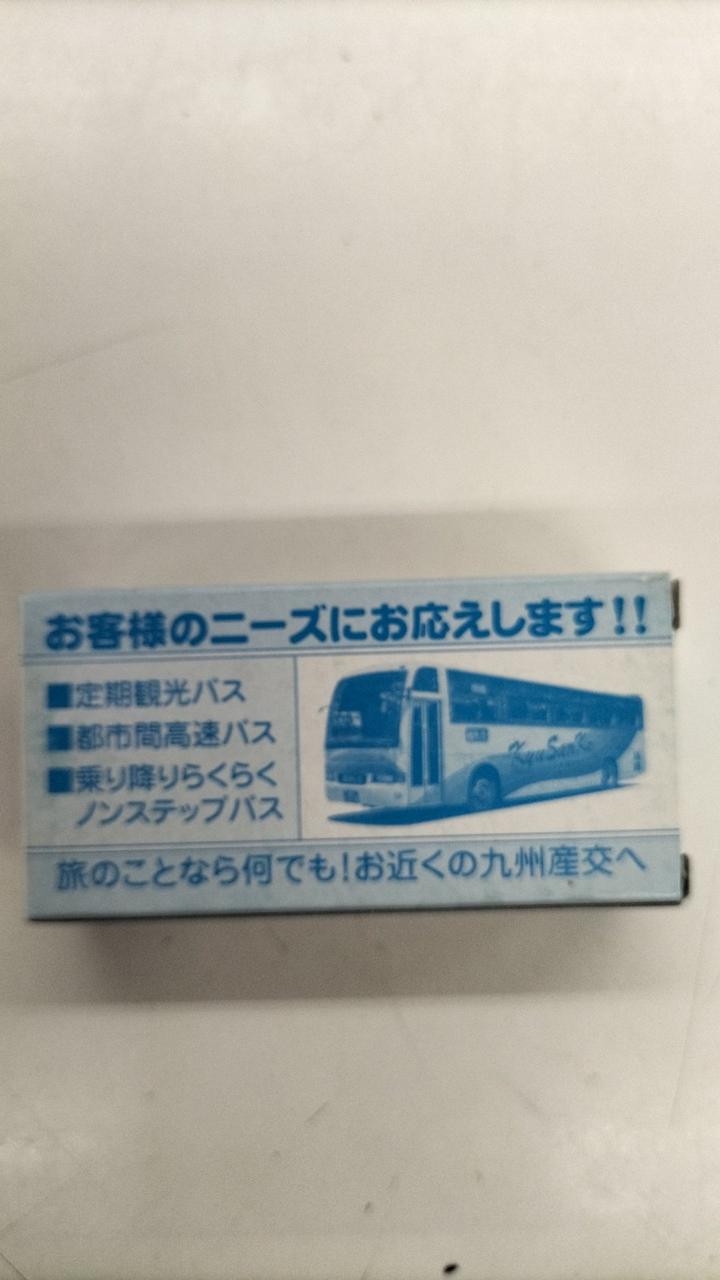 お客様のニーズにお応えします!!
■定期観光バス
■都市間高速バス
■乗り降りらくらく
ノンステップバス
KyuSanKo
旅のことなら何でも!お近くの九州産交へ